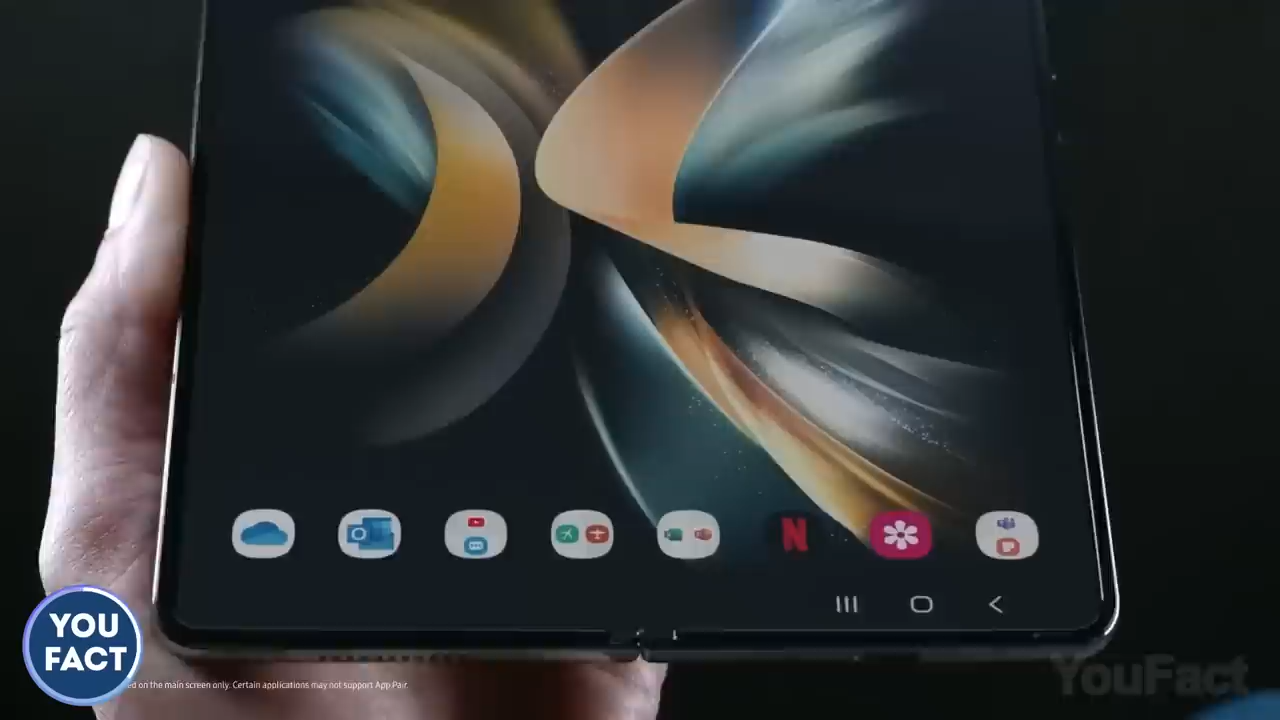 N
YOU
FACT
ed on the main screen only. Certain applications may not support App Pair.
YouFact